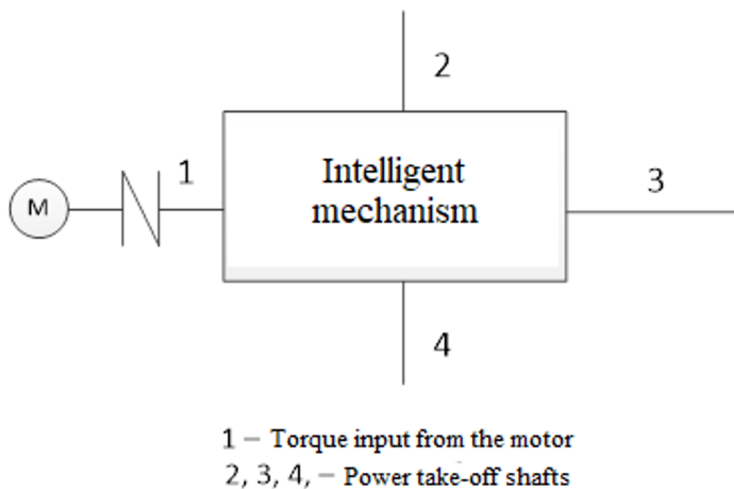 2
1
Intelligent
mechanism
3
M
4
1 – Torque input from the motor
2, 3, 4, – Power take-off shafts